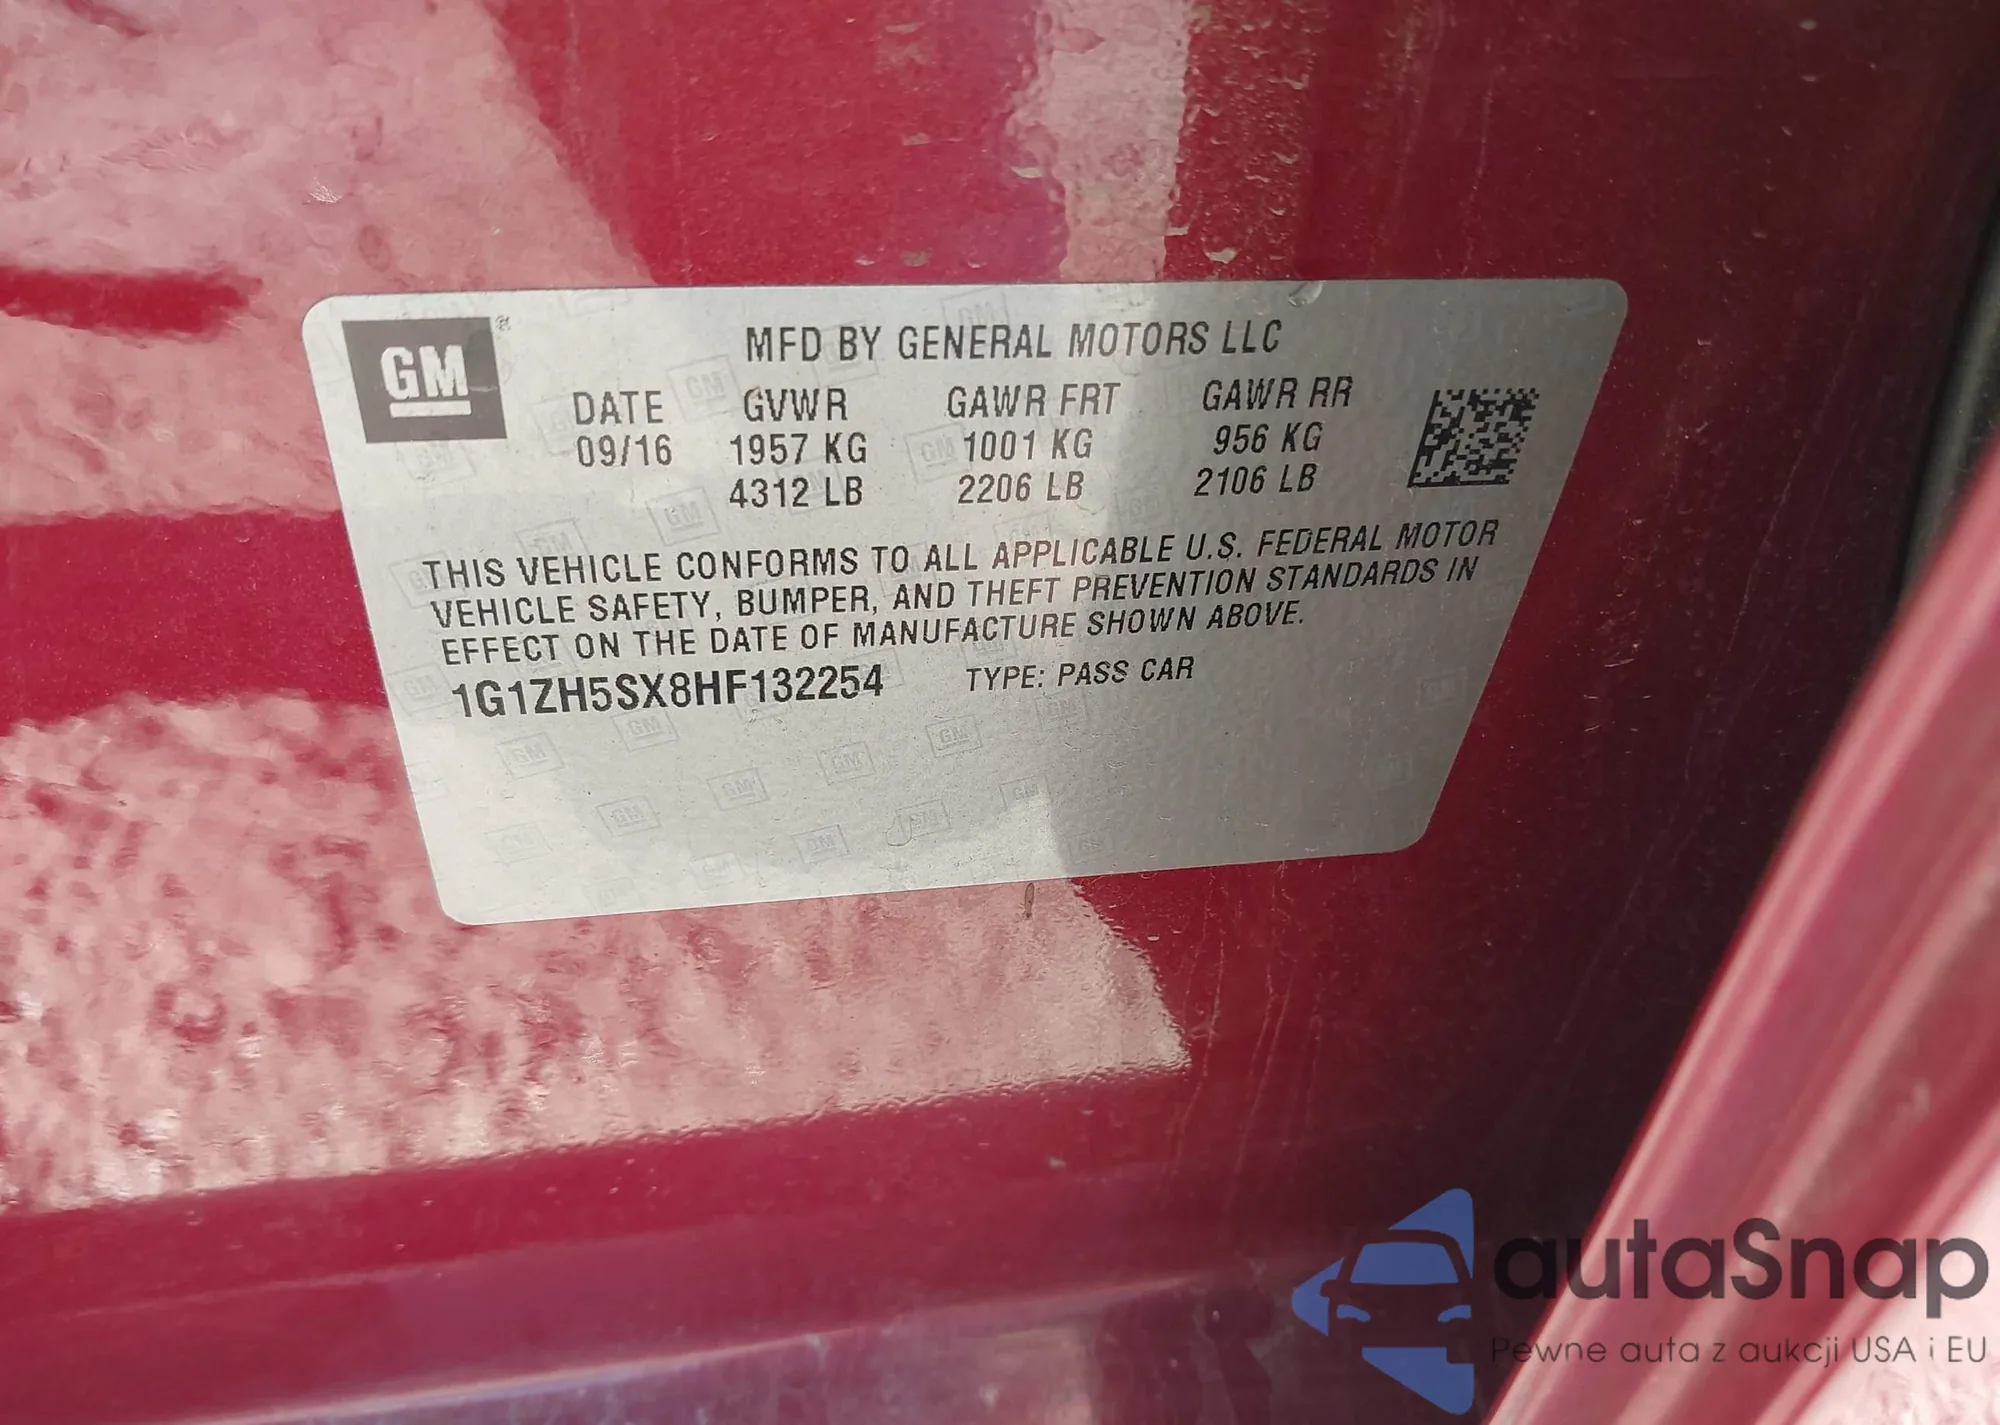 GM ®
MFD BY GENERAL MOTORS LLC
DATE GVWR GAWR FRT GAWR RR
09/16 1957 KG 1001 KG 956 KG
4312 LB 2206 LB 2106 LB
THIS VEHICLE CONFORMS TO ALL APPLICABLE U.S. FEDERAL MOTOR
VEHICLE SAFETY, BUMPER, AND THEFT PREVENTION STANDARDS IN
EFFECT ON THE DATE OF MANUFACTURE SHOWN ABOVE.
1G1ZH5SX8HF132254 TYPE: PASS CAR
autaSnap
Pewne auta z aukcji USA i EU